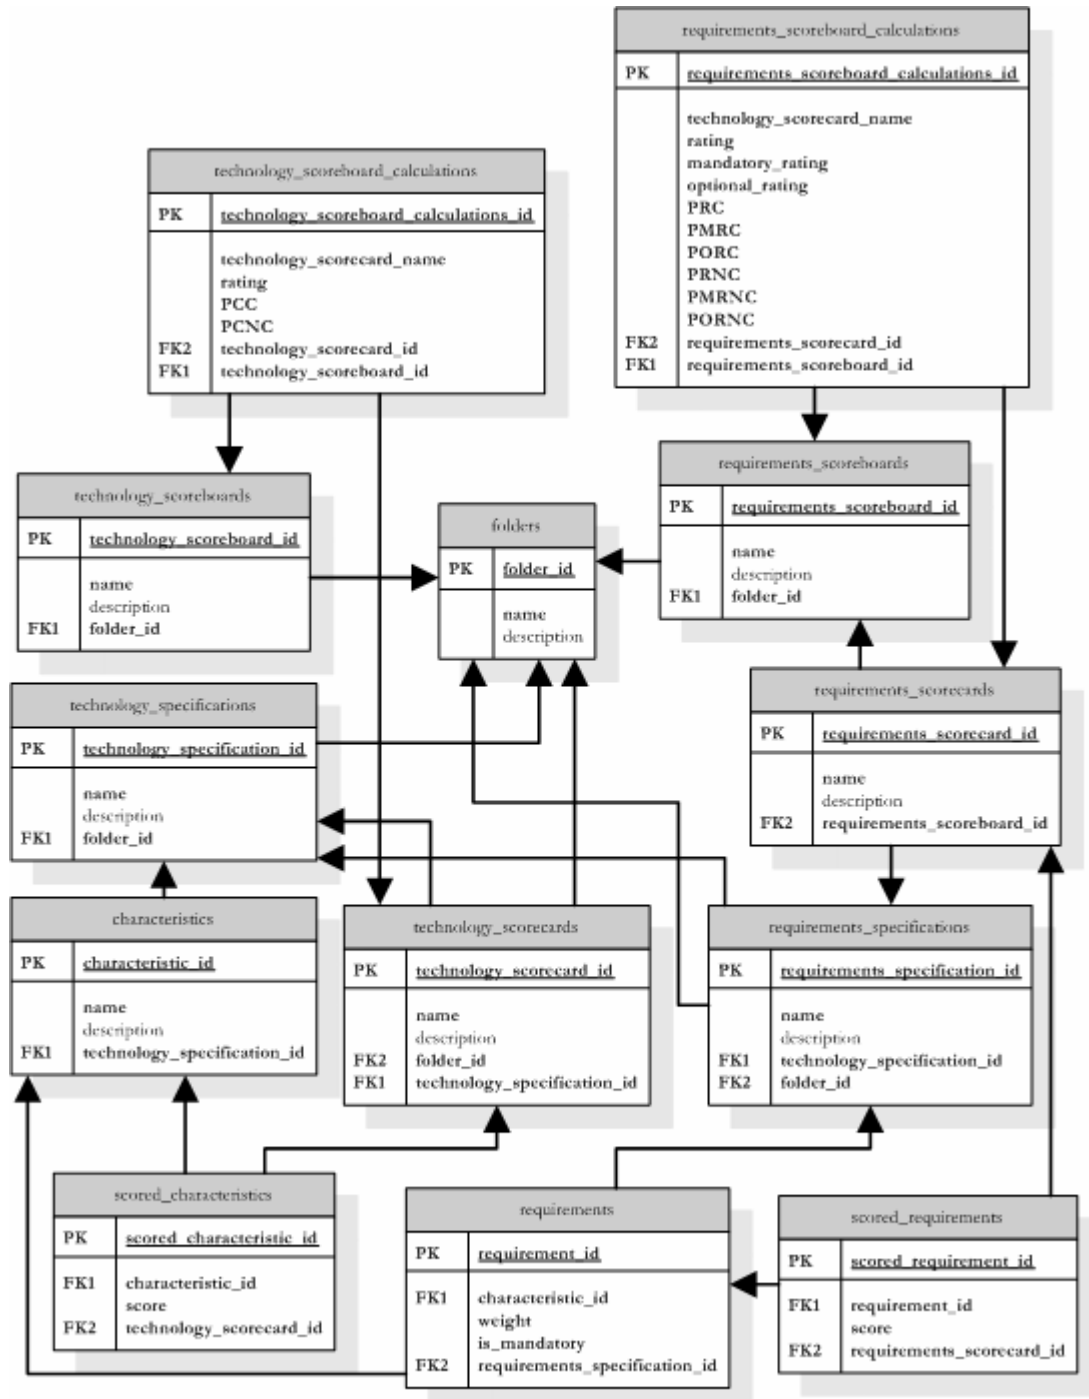 requirements_scoreboard_calculations
PK requirements_scoreboard_calculations_id
technology_scorecard_name
rating
mandatory_rating
optional_rating
PRC
PMRC
PORC
PRNC
PMRNC
PORNC
FK2 requirements_scorecard_id
FK1 requirements_scoreboard_id
technology_scoreboard_calculations
PK technology_scoreboard_calculations_id
technology_scorecard_name
rating
PCC
PCNC
FK2 technology_scorecard_id
FK1 technology_scoreboard_id
technology_scoreboards
PK technology_scoreboard_id
name
description
FK1 folder_id
folders
PK folder_id
name
description
requirements_scoreboards
PK requirements_scoreboard_id
name
description
FK1 folder_id
technology_specifications
PK technology_specification_id
name
description
FK1 folder_id
requirements_scorecards
PK requirements_scorecard_id
name
description
FK2 requirements_scoreboard_id
characteristics
PK characteristic_id
name
description
FK1 technology_specification_id
technology_scorecards
PK technology_scorecard_id
name
description
FK2 folder_id
FK1 technology_specification_id
requirements_specifications
PK requirements_specification_id
name
description
FK1 technology_specification_id
FK2 folder_id
scored_characteristics
PK scored_characteristic_id
FK1 characteristic_id
score
FK2 technology_scorecard_id
requirements
PK requirement_id
FK1 characteristic_id
weight
is_mandatory
FK2 requirements_specification_id
scored_requirements
PK scored_requirement_id
FK1 requirement_id
score
FK2 requirements_scorecard_id